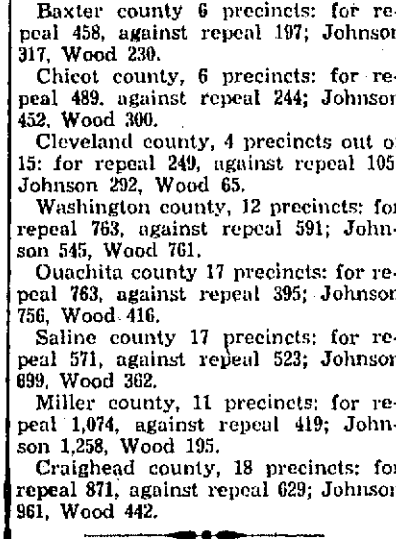 Baxter county 6 precincts: for re-
peal 458, against repeal 197; Johnson
317, Wood 230.
Chicot county, 6 precincts: for re-
peal 489. against repeal 244; Johnson
452, Wood 300.
Cleveland county, 4 precincts out of
15: for repeal 249, against repeal 105
Johnson 292, Wood 65.
Washington county, 12 precincts: for
repeal 763, against repeal 591; John-
son 545, Wood 761.
Ouachita county 17 precincts: for re-
peal 763, against repeal 395; Johnson
756, Wood 416.
Saline county 17 precincts: for re-
peal 571, against repeal 523; Johnson
699, Wood 362.
Miller county, 11 precincts: for re-
peal 1,074, against repeal 419; John-
son 1,258, Wood 195.
Craighead county, 18 precincts: for
repeal 871, against repeal 629; Johnson
961, Wood 442.